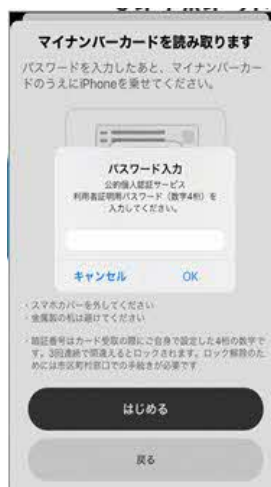 マイナンバーカードを読み取ります
パスワードを入力したあと、マイナンバーカー
ドのうえにiPhoneを乗せてください。
パスワード入力
公的個人認証サービス
利用者証明用パスワード（数字4桁）を
入力してください。
キャンセル
OK
・スマホカバーを外してください
・金属製の机は避けてください
・暗証番号はカード受取の際にご自身で設定した4桁の数字で
す。3回連続で間違えるとロックされます。ロック解除のた
めには市区町村窓口での手続きが必要です
はじめる
戻る